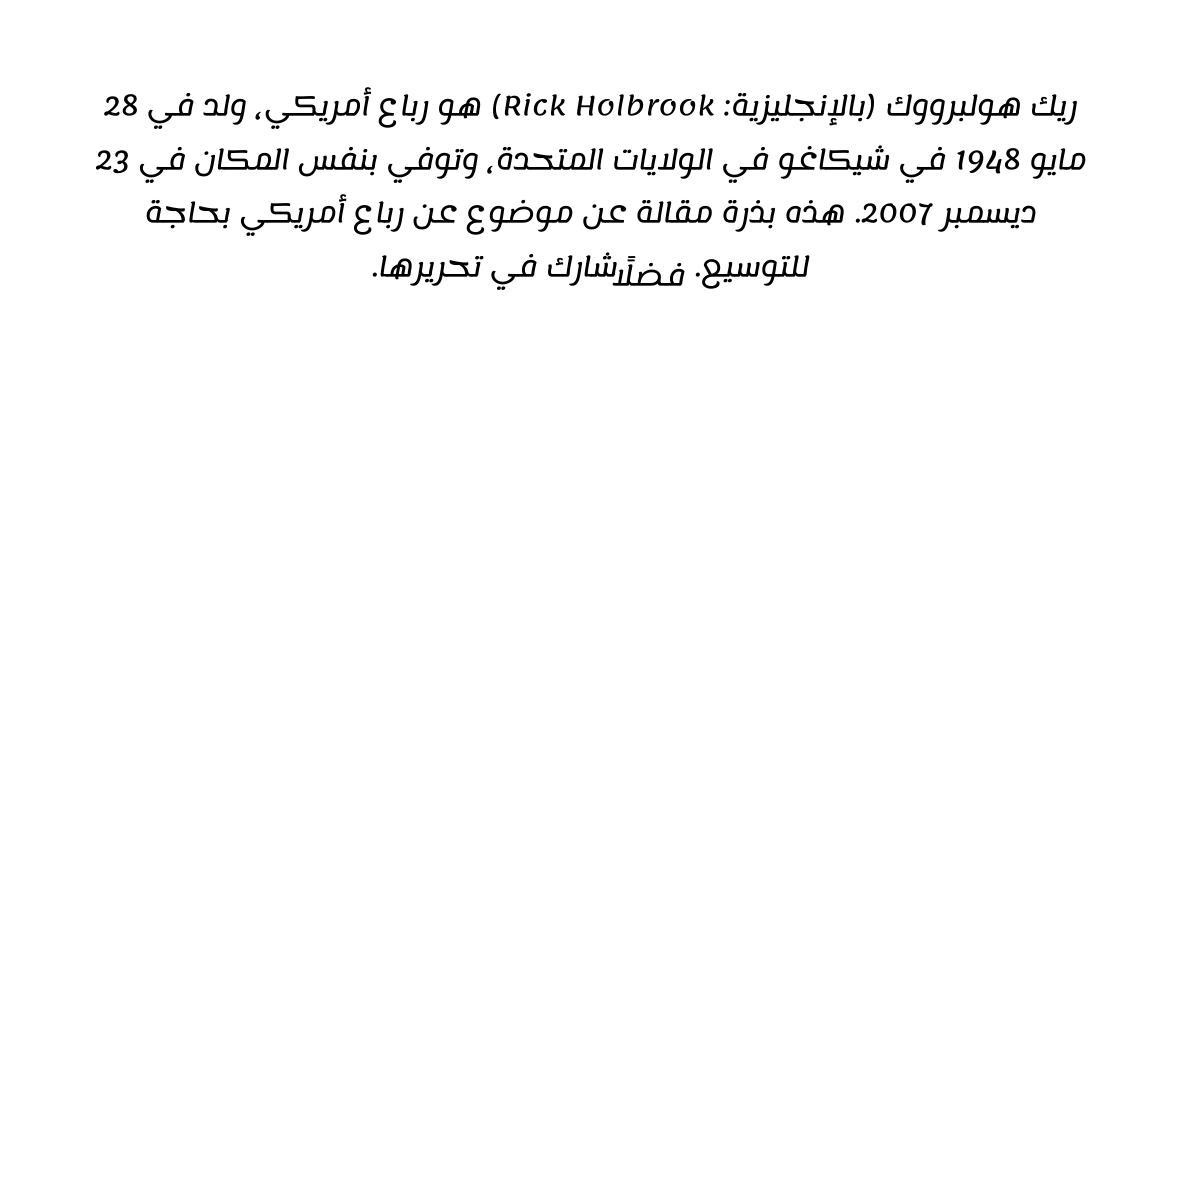 ريك هولبرووك (بالإنجليزية: Rick Holbrook) هو رباع أمريكي، ولد في 28
مايو 1948 في شيكاغو في الولايات المتحدة، وتوفي بنفس المكان في 23
ديسمبر 2007. هذه بذرة مقالة عن موضوع عن رباع أمريكي بحاجة
للتوسيع. فضلًا شارك في تحريرها.